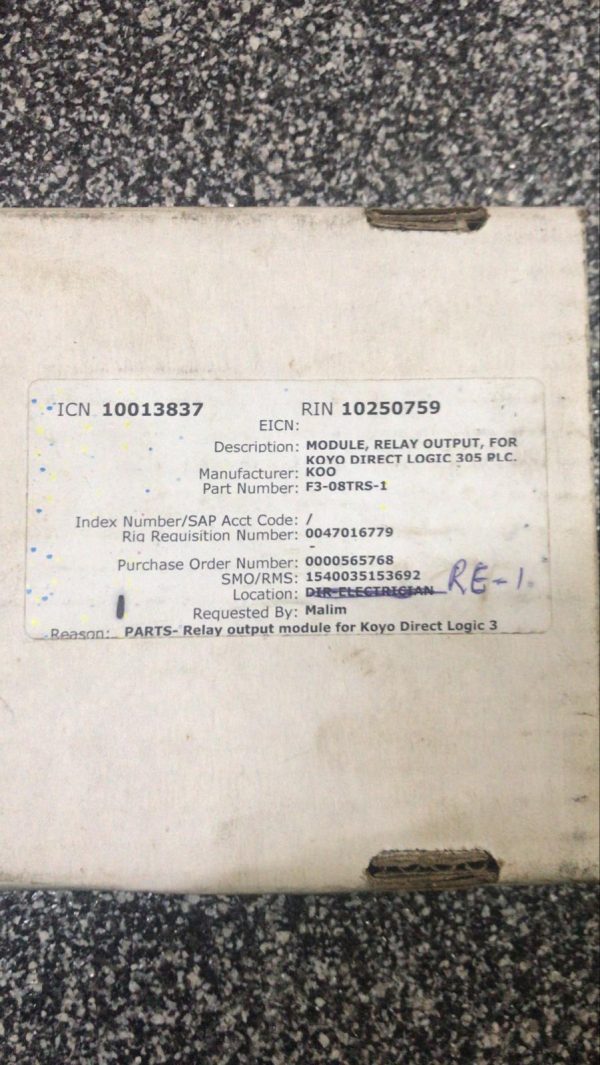 ICN 10013837 RIN 10250759
EICN:
Description: MODULE, RELAY OUTPUT, FOR
KOYO DIRECT LOGIC 305 PLC.
Manufacturer: KOO
Part Number: F3-08TRS-1
Index Number/SAP Acct Code: /
Rig Requisition Number: 0047016779
-
Purchase Order Number: 0000565768
SMO/RMS: 1540035153692
Location: DIR-ELECTRICIAN RE-1.
Requested By: Malim
Reason: PARTS- Relay output module for Koyo Direct Logic 3